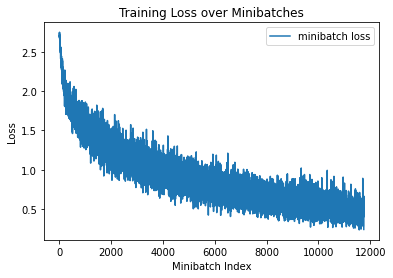 Training Loss over Minibatches
minibatch loss
Loss
2.5
2.0
1.5
1.0
0.5
0 2000 4000 6000 8000 10000 12000
Minibatch Index